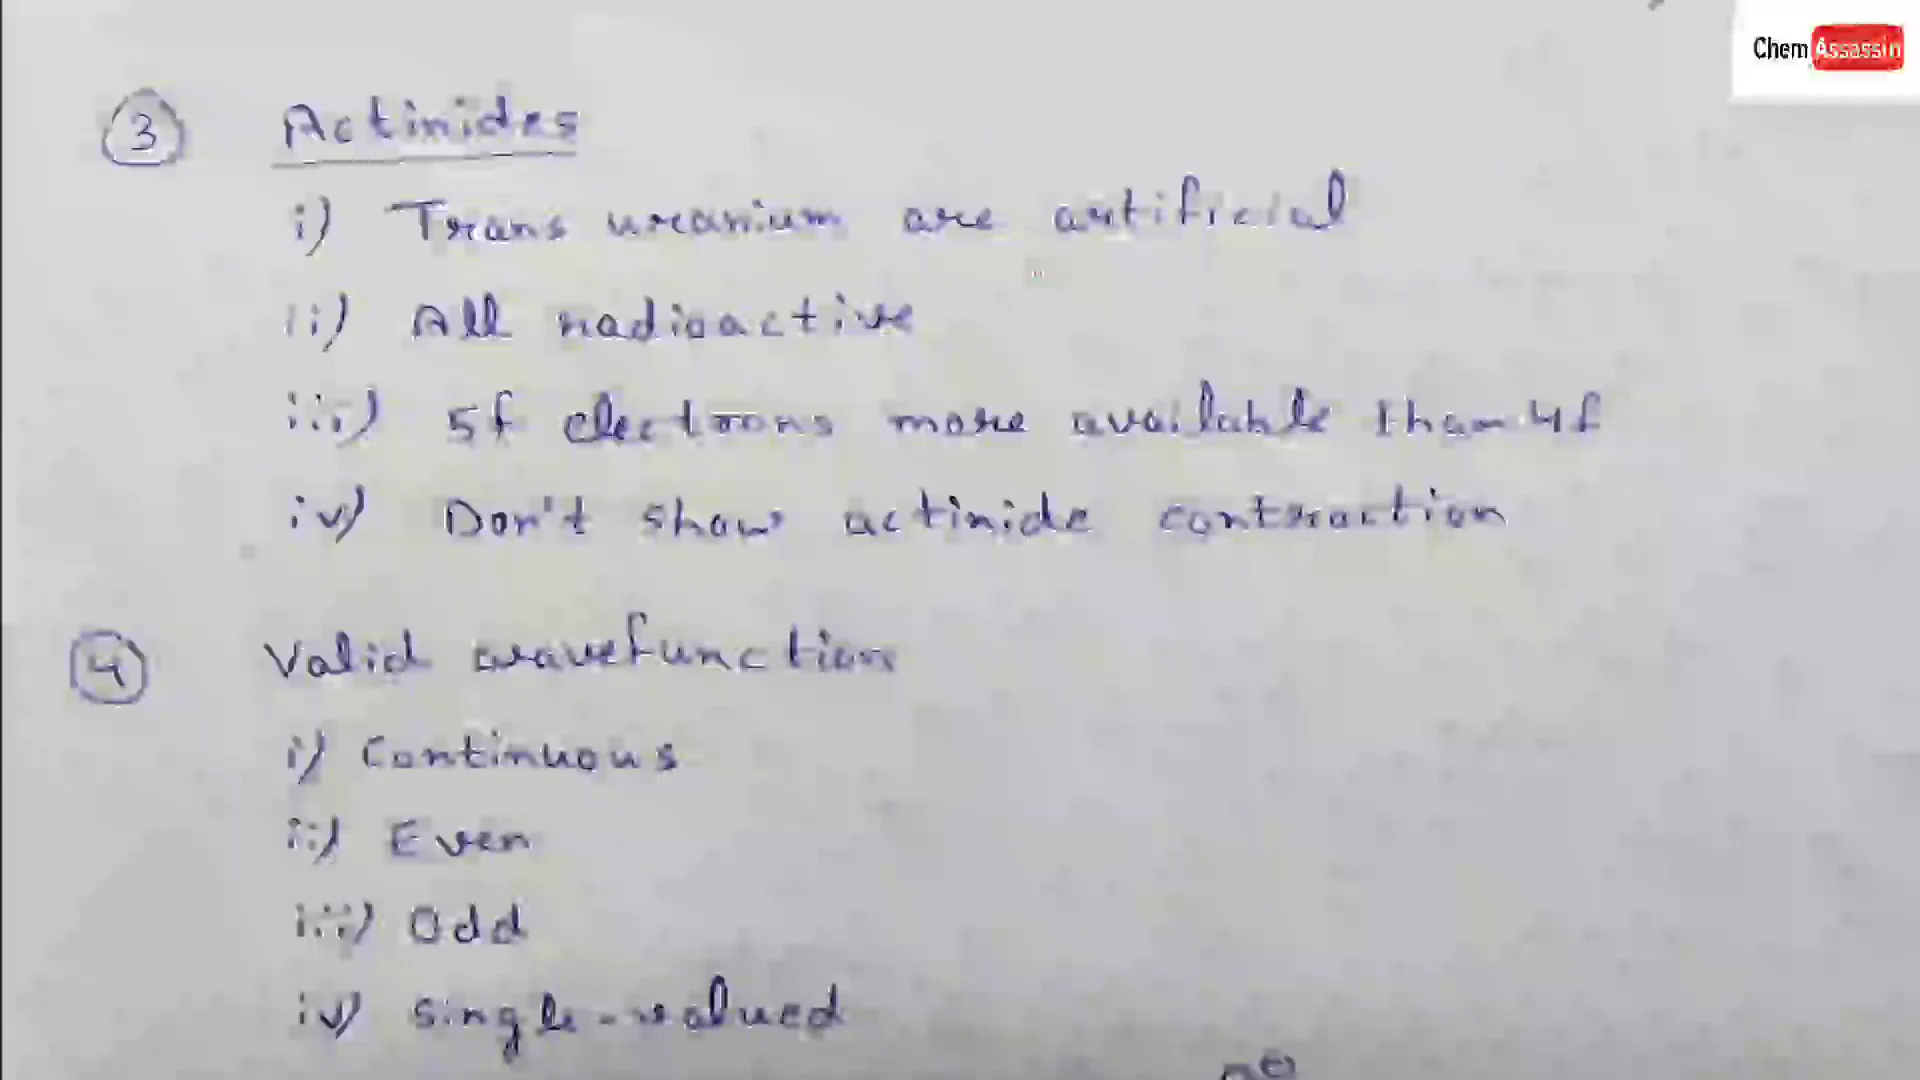 Chem Assassin
3 Actinides
i) Trans uranium are artificial
ii) All radioactive
iii) 5f electrons more available than 4f
iv) Don't show actinide contraction
4 Valid wavefunction
i) Continuous
ii) Even
iii) Odd
iv) Single-valued